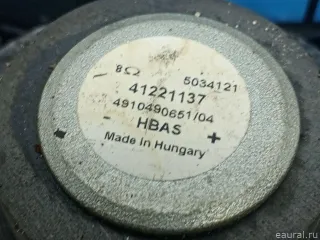 - 8Ω 5034121
41221137
4910490651/04
- HBAS +
Made in Hungary
eaural.ru